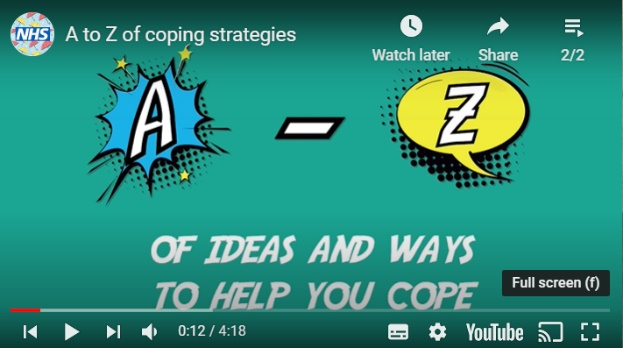 NHS
A to Z of coping strategies
Watch later
Share
2/2
A - Z
OF IDEAS AND WAYS
TO HELP YOU COPE
Full screen (f)
0:12 / 4:18
YouTube